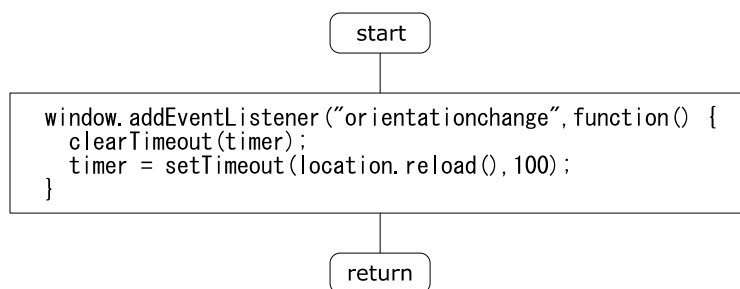 start
window.addEventListener("orientationchange",function() {
  clearTimeout(timer);
  timer = setTimeout(location.reload(),100);
}
return